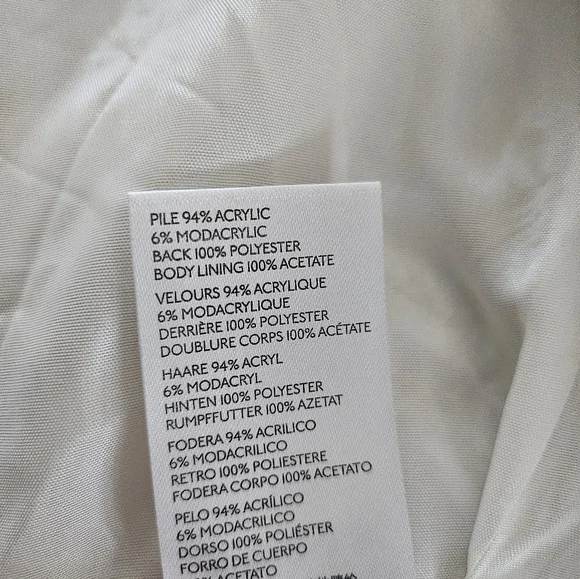 PILE 94% ACRYLIC
6% MODACRYLIC
BACK 100% POLYESTER
BODY LINING 100% ACETATE
VELOURS 94% ACRYLIQUE
6% MODACRYLIQUE
DERRIÈRE 100% POLYESTER
DOUBLURE CORPS 100% ACÉTATE
HAARE 94% ACRYL
6% MODACRYL
HINTEN 100% POLYESTER
RUMPFFUTTER 100% AZETAT
FODERA 94% ACRILICO
6% MODACRILICO
RETRO 100% POLIESTERE
FODERA CORPO 100% ACETATO
PELO 94% ACRÍLICO
6% MODACRILICO
DORSO 100% POLIÉSTER
FORRO DE CUERPO
ACETATO